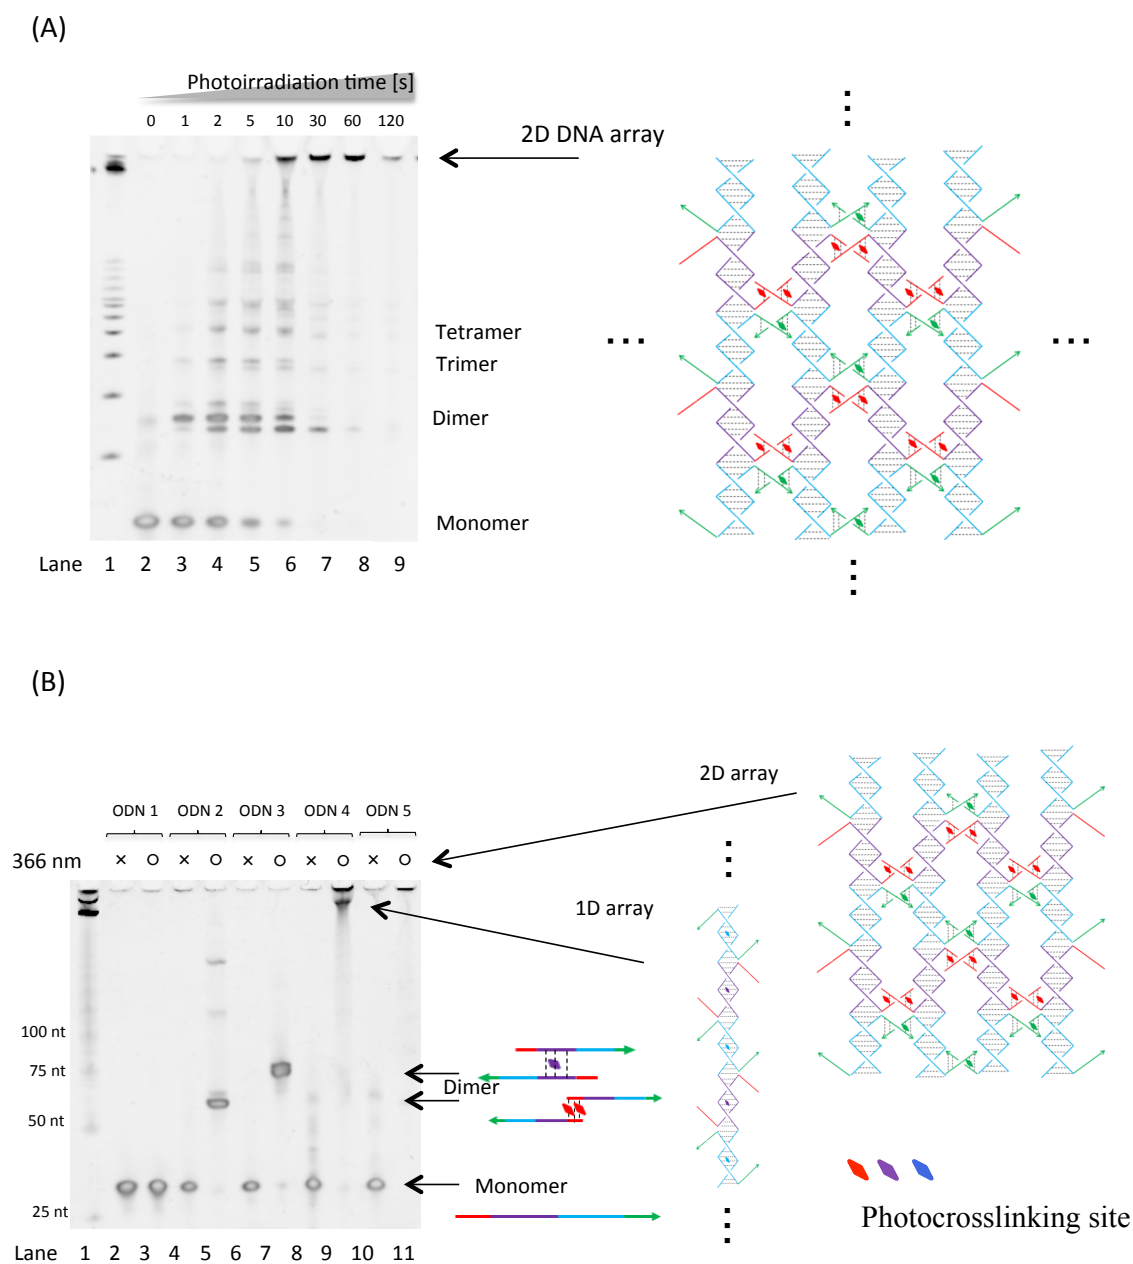 (A)
Photoirradiation time [s]
0 1 2 5 10 30 60 120
2D DNA array
Tetramer
Trimer
Dimer
Monomer
Lane 1 2 3 4 5 6 7 8 9
(B)
2D array
ODN 1 ODN 2 ODN 3 ODN 4 ODN 5
366 nm × O × O × O × O × O
1D array
100 nt
75 nt
Dimer
50 nt
Monomer
25 nt
Photocrosslinking site
Lane 1 2 3 4 5 6 7 8 9 10 11